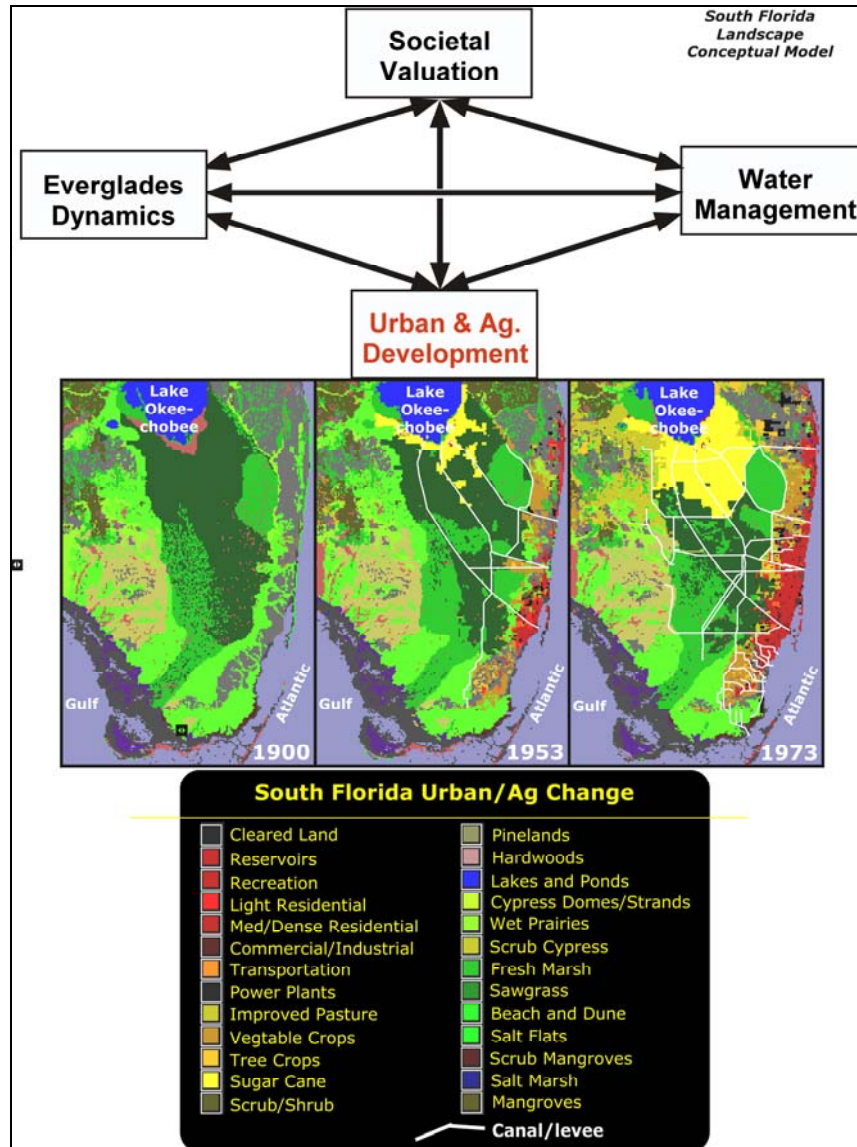 South Florida
Landscape
Conceptual Model
Societal
Valuation
Everglades
Dynamics
Water
Management
Urban & Ag.
Development
Lake
Okee-
chobee
Gulf
Atlantic
1900
Lake
Okee-
chobee
Gulf
Atlantic
1953
Lake
Okee-
chobee
Gulf
Atlantic
1973
South Florida Urban/Ag Change
Cleared Land
Reservoirs
Recreation
Light Residential
Med/Dense Residential
Commercial/Industrial
Transportation
Power Plants
Improved Pasture
Vegtable Crops
Tree Crops
Sugar Cane
Scrub/Shrub
Pinelands
Hardwoods
Lakes and Ponds
Cypress Domes/Strands
Wet Prairies
Scrub Cypress
Fresh Marsh
Sawgrass
Beach and Dune
Salt Flats
Scrub Mangroves
Salt Marsh
Mangroves
Canal/levee